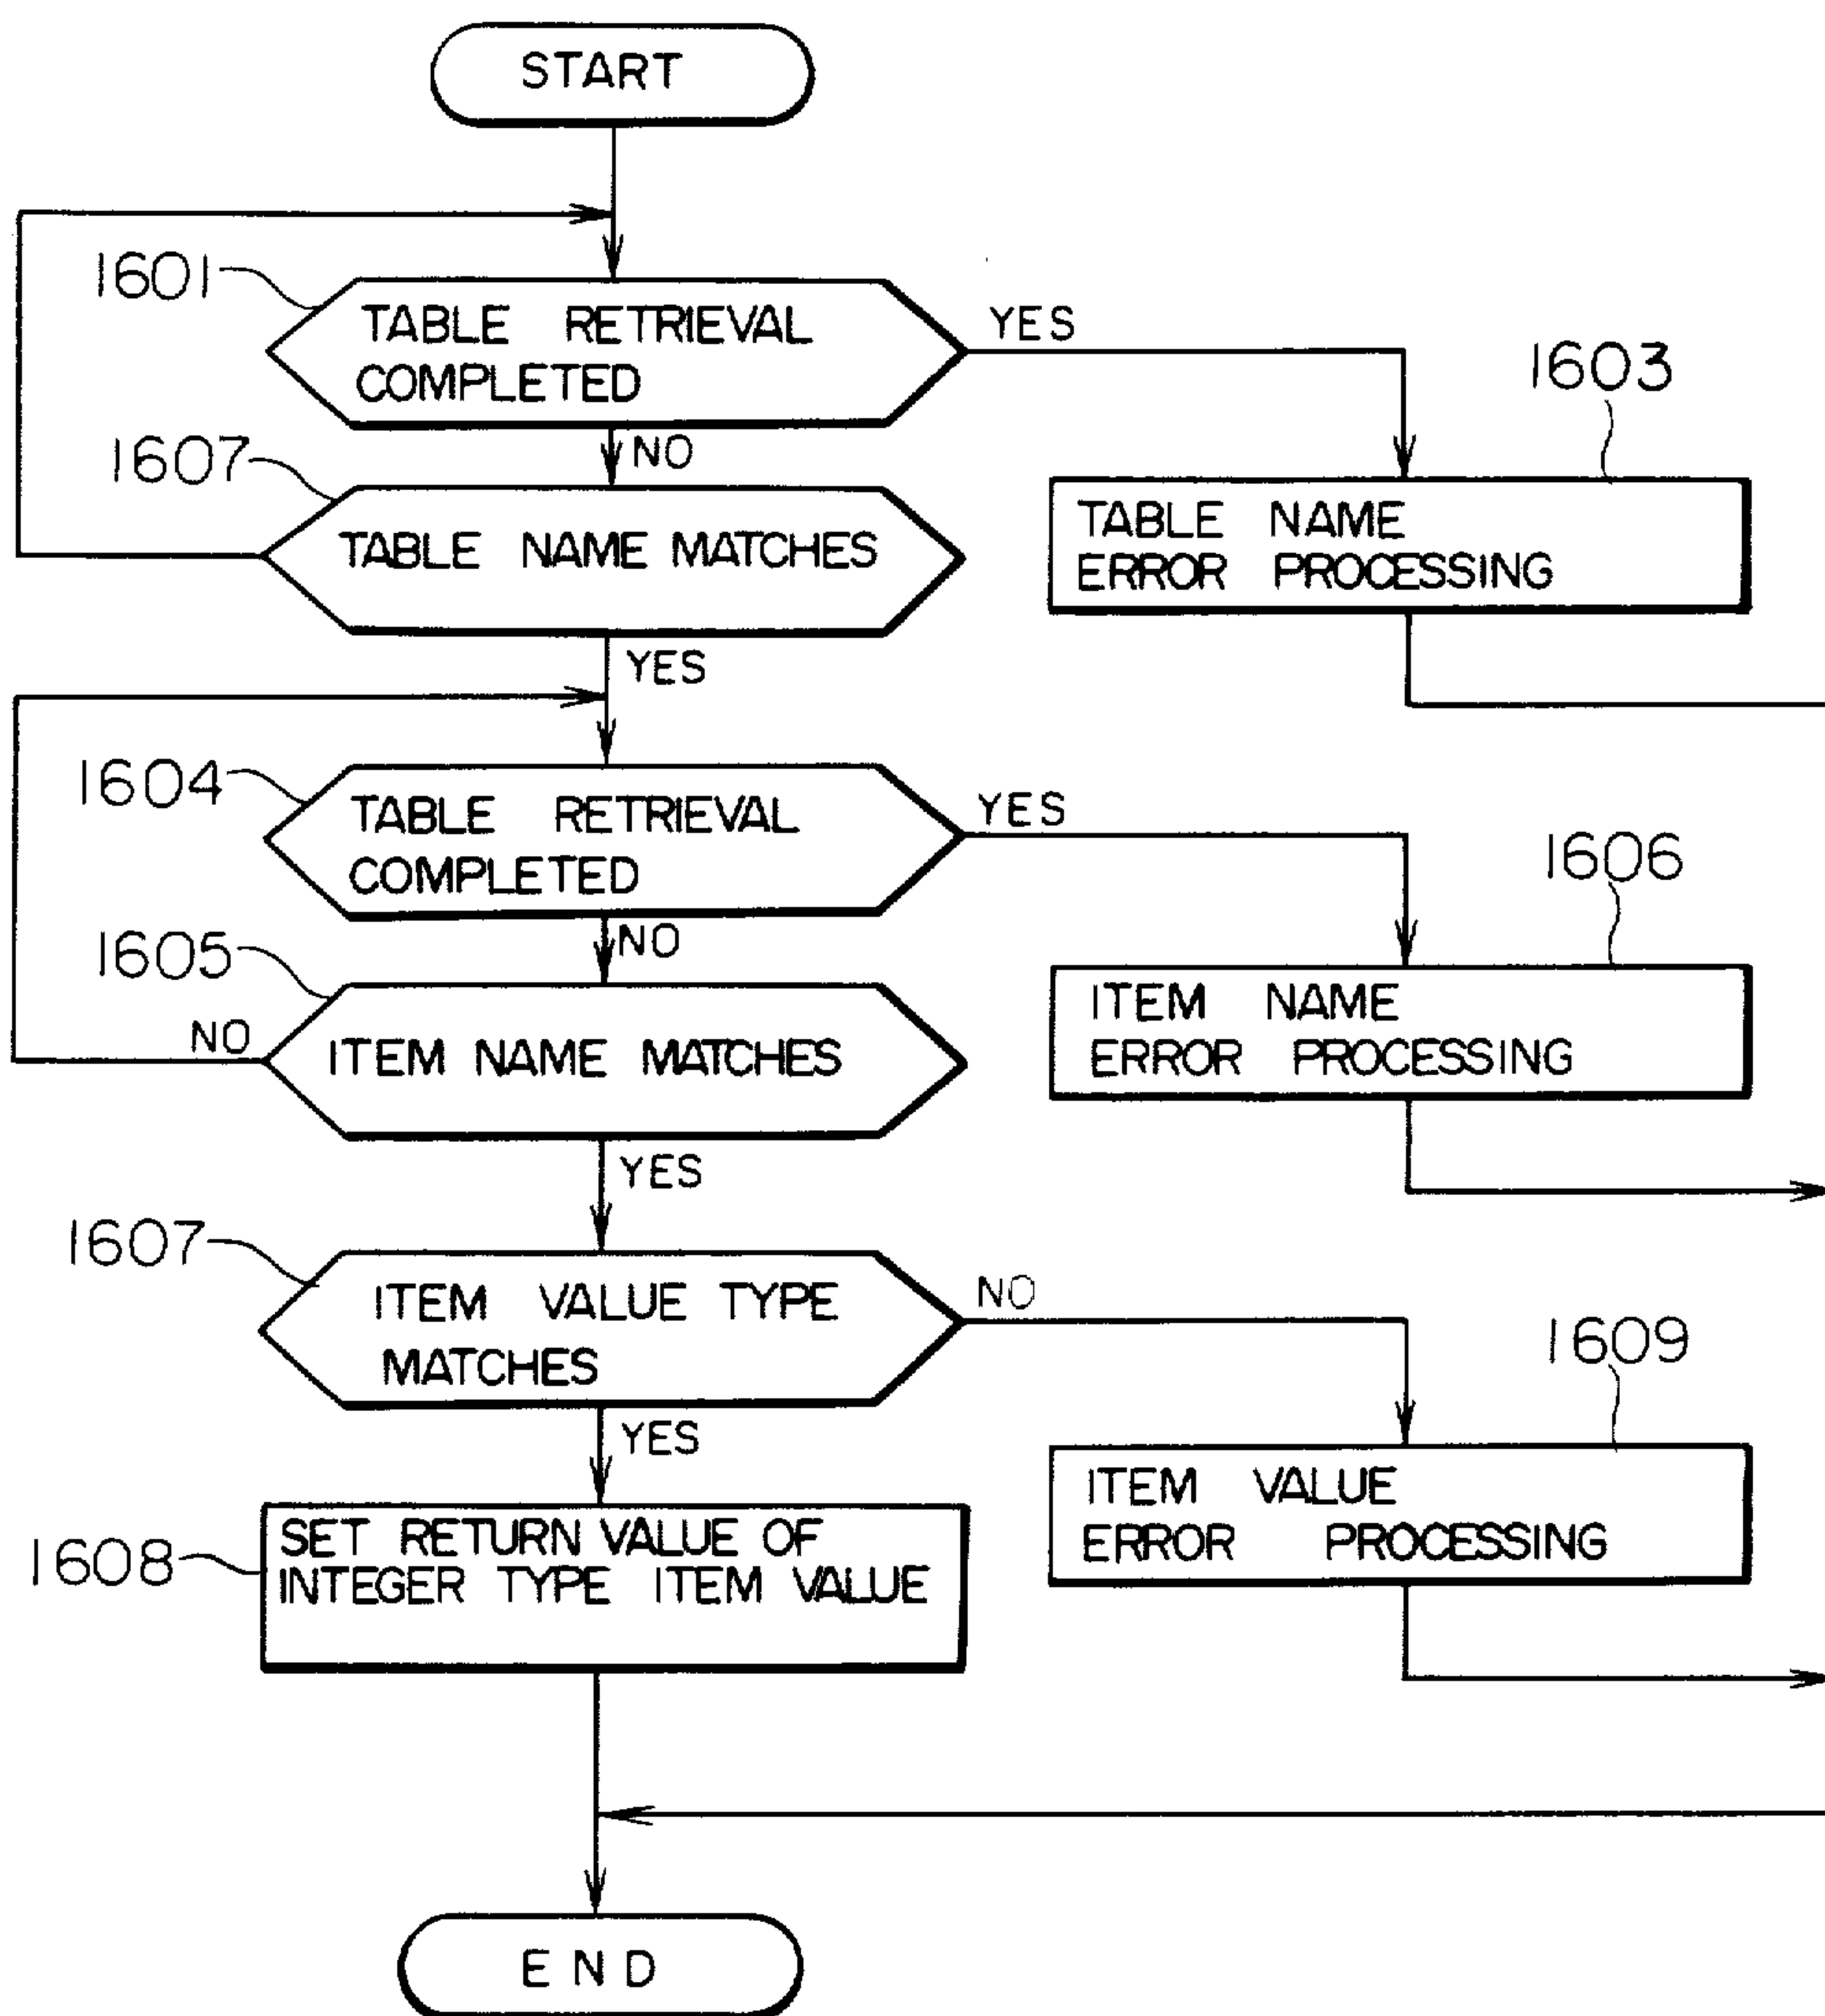 START
1601
TABLE RETRIEVAL
COMPLETED
YES
NO
1603
TABLE NAME
ERROR PROCESSING
1607
TABLE NAME MATCHES
YES
1604
TABLE RETRIEVAL
COMPLETED
YES
NO
1606
ITEM NAME
ERROR PROCESSING
1605
NO
ITEM NAME MATCHES
YES
1607
ITEM VALUE TYPE
MATCHES
NO
YES
1609
ITEM VALUE
ERROR PROCESSING
1608
SET RETURN VALUE OF
INTEGER TYPE ITEM VALUE
END